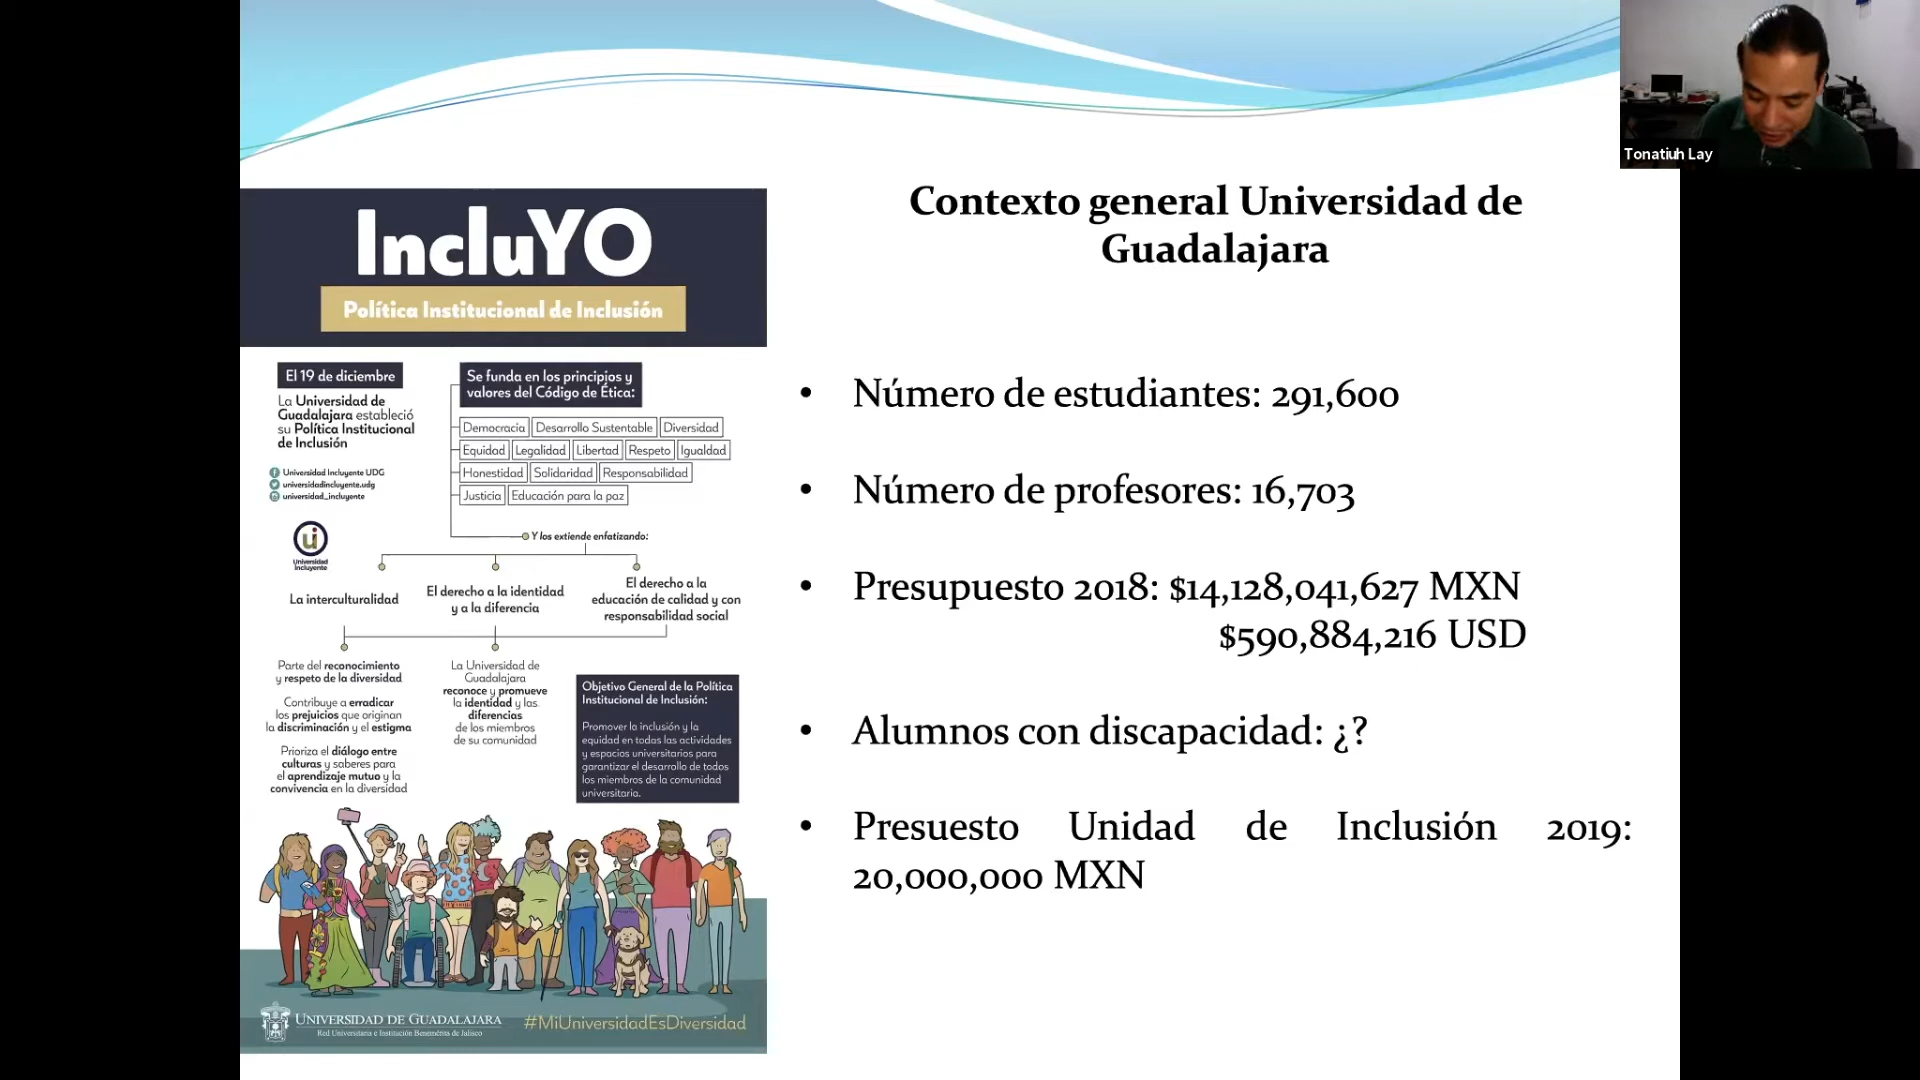 Tonatiuh Lay
Contexto general Universidad de
Guadalajara
• Número de estudiantes: 291,600
• Número de profesores: 16,703
• Presupuesto 2018: $14,128,041,627 MXN
$590,884,216 USD
• Alumnos con discapacidad: ¿?
• Presuesto Unidad de Inclusión 2019:
20,000,000 MXN
IncluYO
Política Institucional de Inclusión
El 19 de diciembre
La Universidad de
Guadalajara estableció
su Política Institucional
de Inclusión
Universidad Incluyente UDG
universidadincluyente.udg
universidad_incluyente
ui
Universidad
Incluyente
Se funda en los principios y
valores del Código de Ética:
Democracia Desarrollo Sustentable Diversidad
Equidad Legalidad Libertad Respeto Igualdad
Honestidad Solidaridad Responsabilidad
Justicia Educación para la paz
Y los extiende enfatizando:
La interculturalidad
El derecho a la identidad
y a la diferencia
El derecho a la
educación de calidad y con
responsabilidad social
Parte del reconocimiento
y respeto de la diversidad
Contribuye a erradicar
los prejuicios que originan
la discriminación y el estigma
Prioriza el diálogo entre
culturas y saberes para
el aprendizaje mutuo y la
convivencia en la diversidad
La Universidad de
Guadalajara
reconoce y promueve
la identidad y las
diferencias
de los miembros
de su comunidad
Objetivo General de la Política
Institucional de Inclusión:
Promover la inclusión y la
equidad en todas las actividades
y espacios universitarios para
garantizar el desarrollo de todos
los miembros de la comunidad
universitaria.
UNIVERSIDAD DE GUADALAJARA
Red Universitaria e Institución Benemérita de Jalisco
#MiUniversidadEsDiversidad